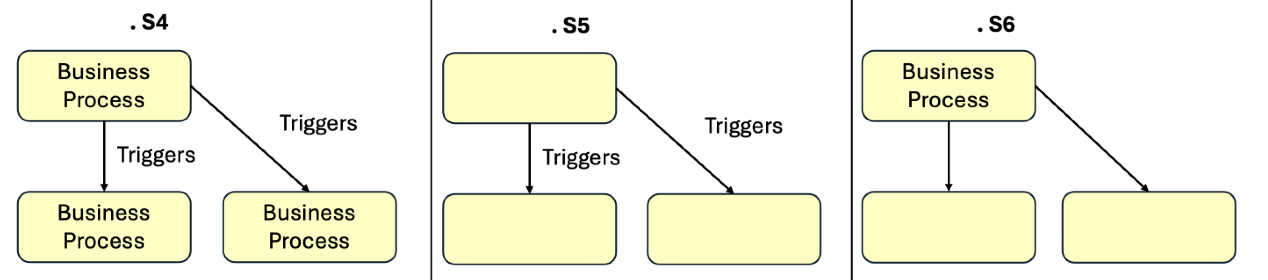 . S4
Business
Process
Triggers
Triggers
Business
Process
Business
Process
. S5
Triggers
Triggers
. S6
Business
Process